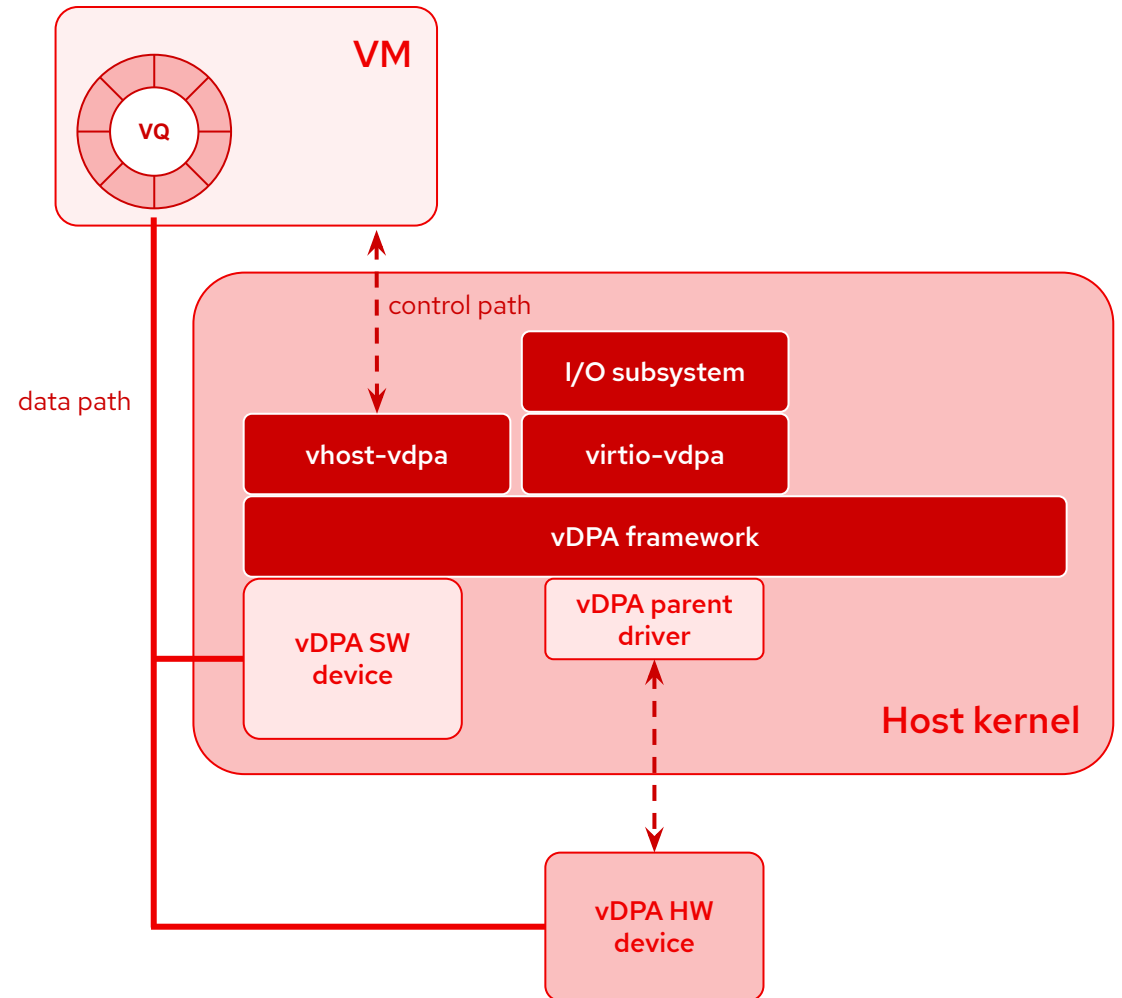 VM
VQ
control path
I/O subsystem
data path
vhost-vdpa
virtio-vdpa
vDPA framework
vDPA parent
driver
vDPA SW
device
Host kernel
vDPA HW
device